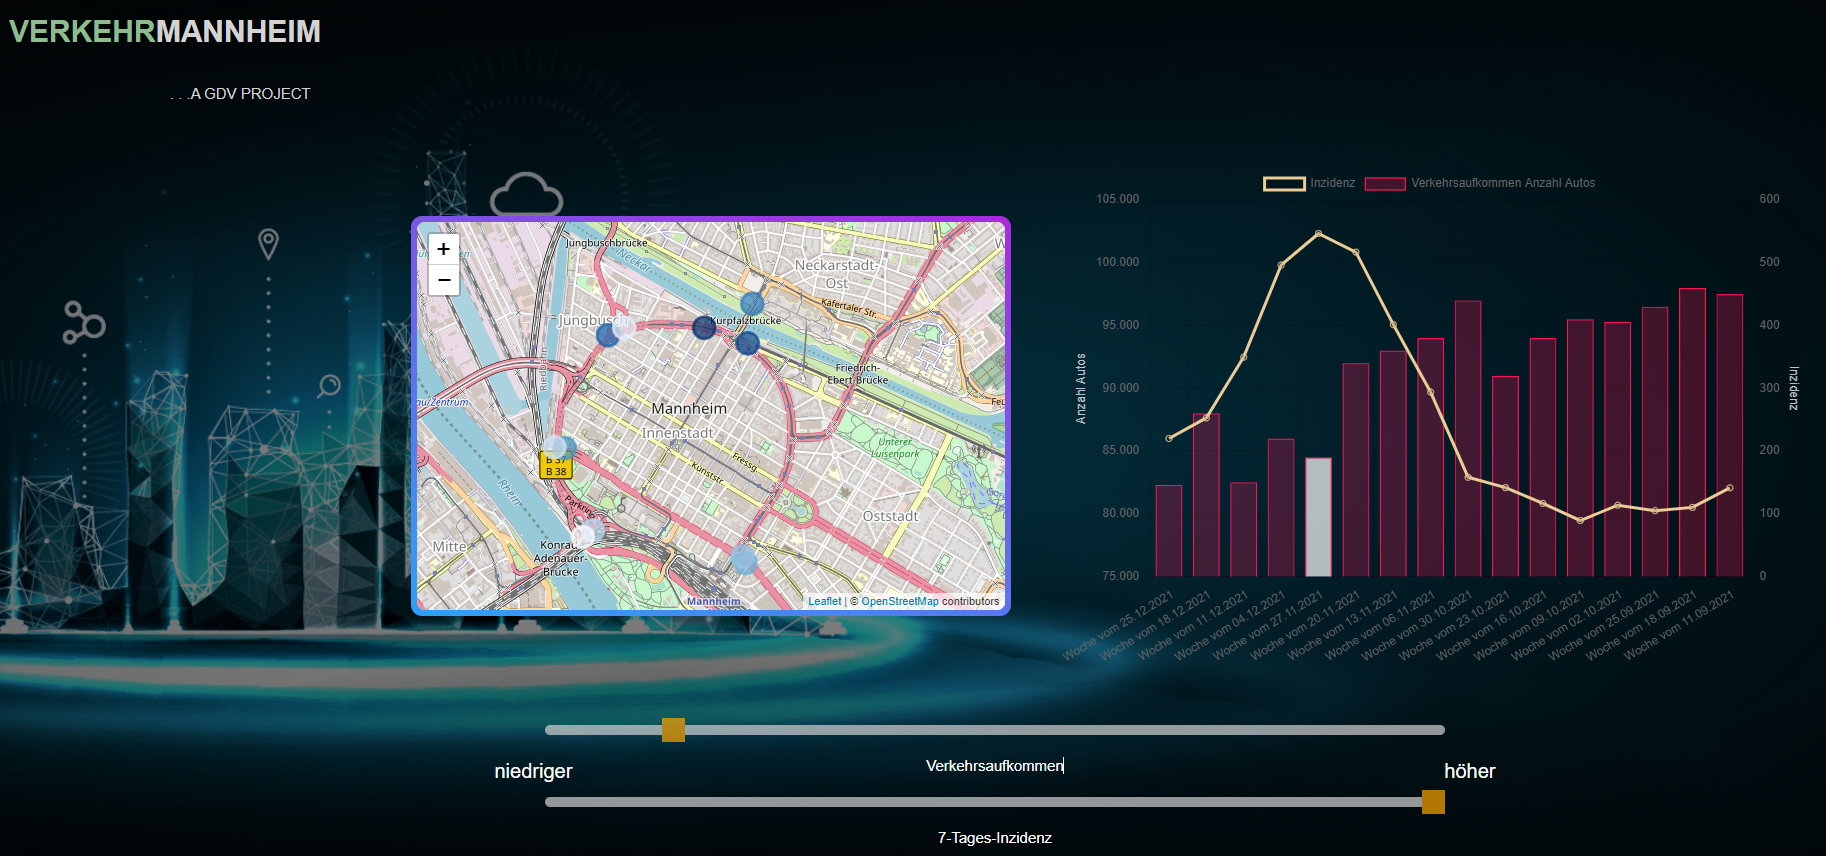 VERKEHRMANNHEIM
. . .A GDV PROJECT
+
−
Jungbuschbrücke
Neckar
Neckarstadt-
Ost
Käfertaler Str.
Jungbusch
Kurpfalzbrücke
Riedbahn
Friedrich-
Ebert-Brücke
au/Zentrum
Mannheim
Innenstadt
Unterer
Luisenpark
Fressg.
Kunststr.
B 37
B 38
Rhein
Parkring
Oststadt
Mitte
Konrad-
Adenauer-
Brücke
Mannheim
Leaflet | © OpenStreetMap contributors
Inzidenz
Verkehrsaufkommen Anzahl Autos
105.000
100.000
95.000
90.000
85.000
80.000
75.000
Anzahl Autos
600
500
400
300
200
100
0
Inzidenz
Woche vom 25.12.2021
Woche vom 18.12.2021
Woche vom 11.12.2021
Woche vom 04.12.2021
Woche vom 27.11.2021
Woche vom 20.11.2021
Woche vom 13.11.2021
Woche vom 06.11.2021
Woche vom 30.10.2021
Woche vom 23.10.2021
Woche vom 16.10.2021
Woche vom 09.10.2021
Woche vom 02.10.2021
Woche vom 25.09.2021
Woche vom 18.09.2021
Woche vom 11.09.2021
Verkehrsaufkommen
niedriger
höher
7-Tages-Inzidenz